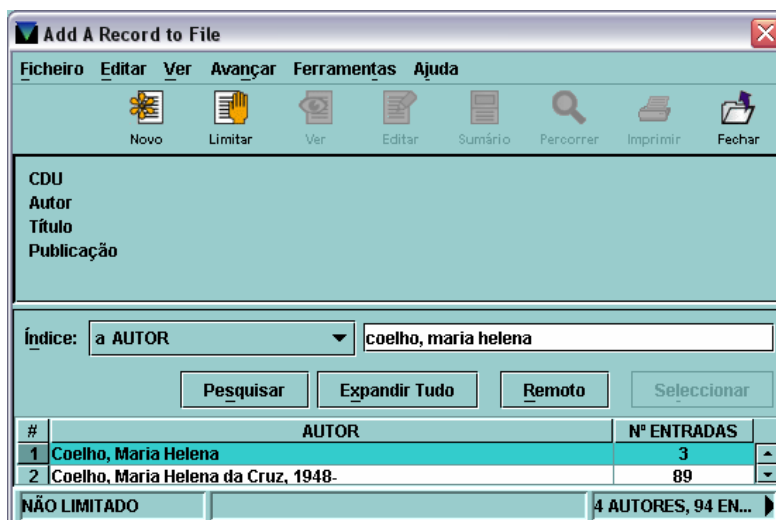 Add A Record to File
Ficheiro Editar Ver Avançar Ferramentas Ajuda
Novo Limitar Ver Editar Sumário Percorrer Imprimir Fechar
CDU
Autor
Título
Publicação
Índice: a AUTOR coelho, maria helena
Pesquisar Expandir Tudo Remoto Seleccionar
# AUTOR Nº ENTRADAS
1 Coelho, Maria Helena 3
2 Coelho, Maria Helena da Cruz, 1948- 89
NÃO LIMITADO 4 AUTORES, 94 EN...